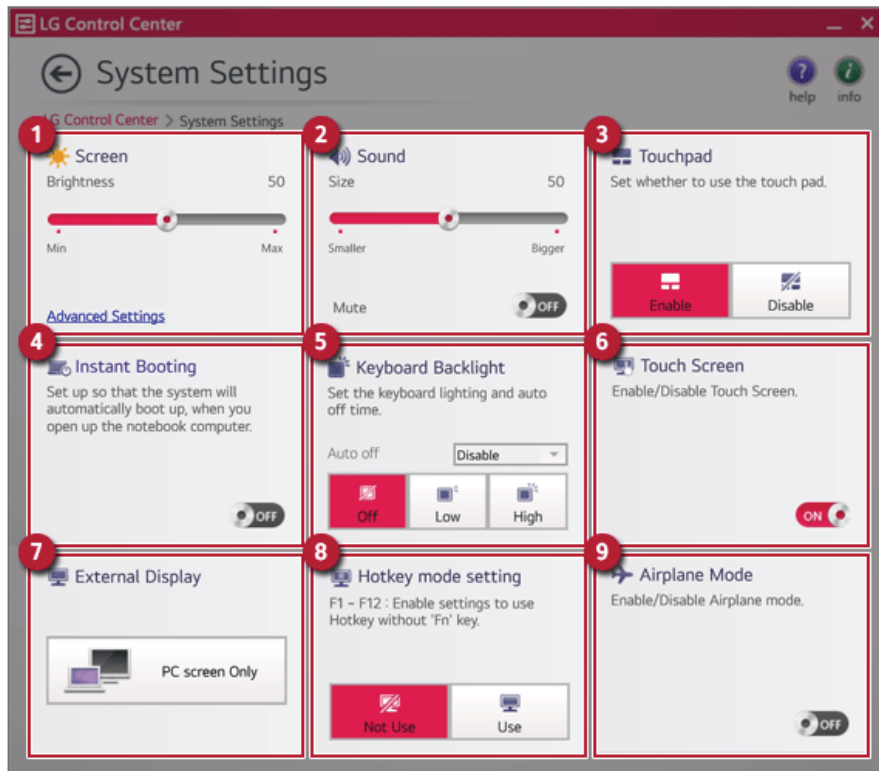 LG Control Center
System Settings
help
info
LG Control Center > System Settings
1
Screen
Brightness 50
Min Max
Advanced Settings
2
Sound
Size 50
Smaller Bigger
Mute OFF
3
Touchpad
Set whether to use the touch pad.
Enable Disable
4
Instant Booting
Set up so that the system will
automatically boot up, when you
open up the notebook computer.
OFF
5
Keyboard Backlight
Set the keyboard lighting and auto
off time.
Auto off Disable
Off Low High
6
Touch Screen
Enable/Disable Touch Screen.
ON
7
External Display
PC screen Only
8
Hotkey mode setting
F1 ~ F12 : Enable settings to use
Hotkey without 'Fn' key.
Not Use Use
9
Airplane Mode
Enable/Disable Airplane mode.
OFF